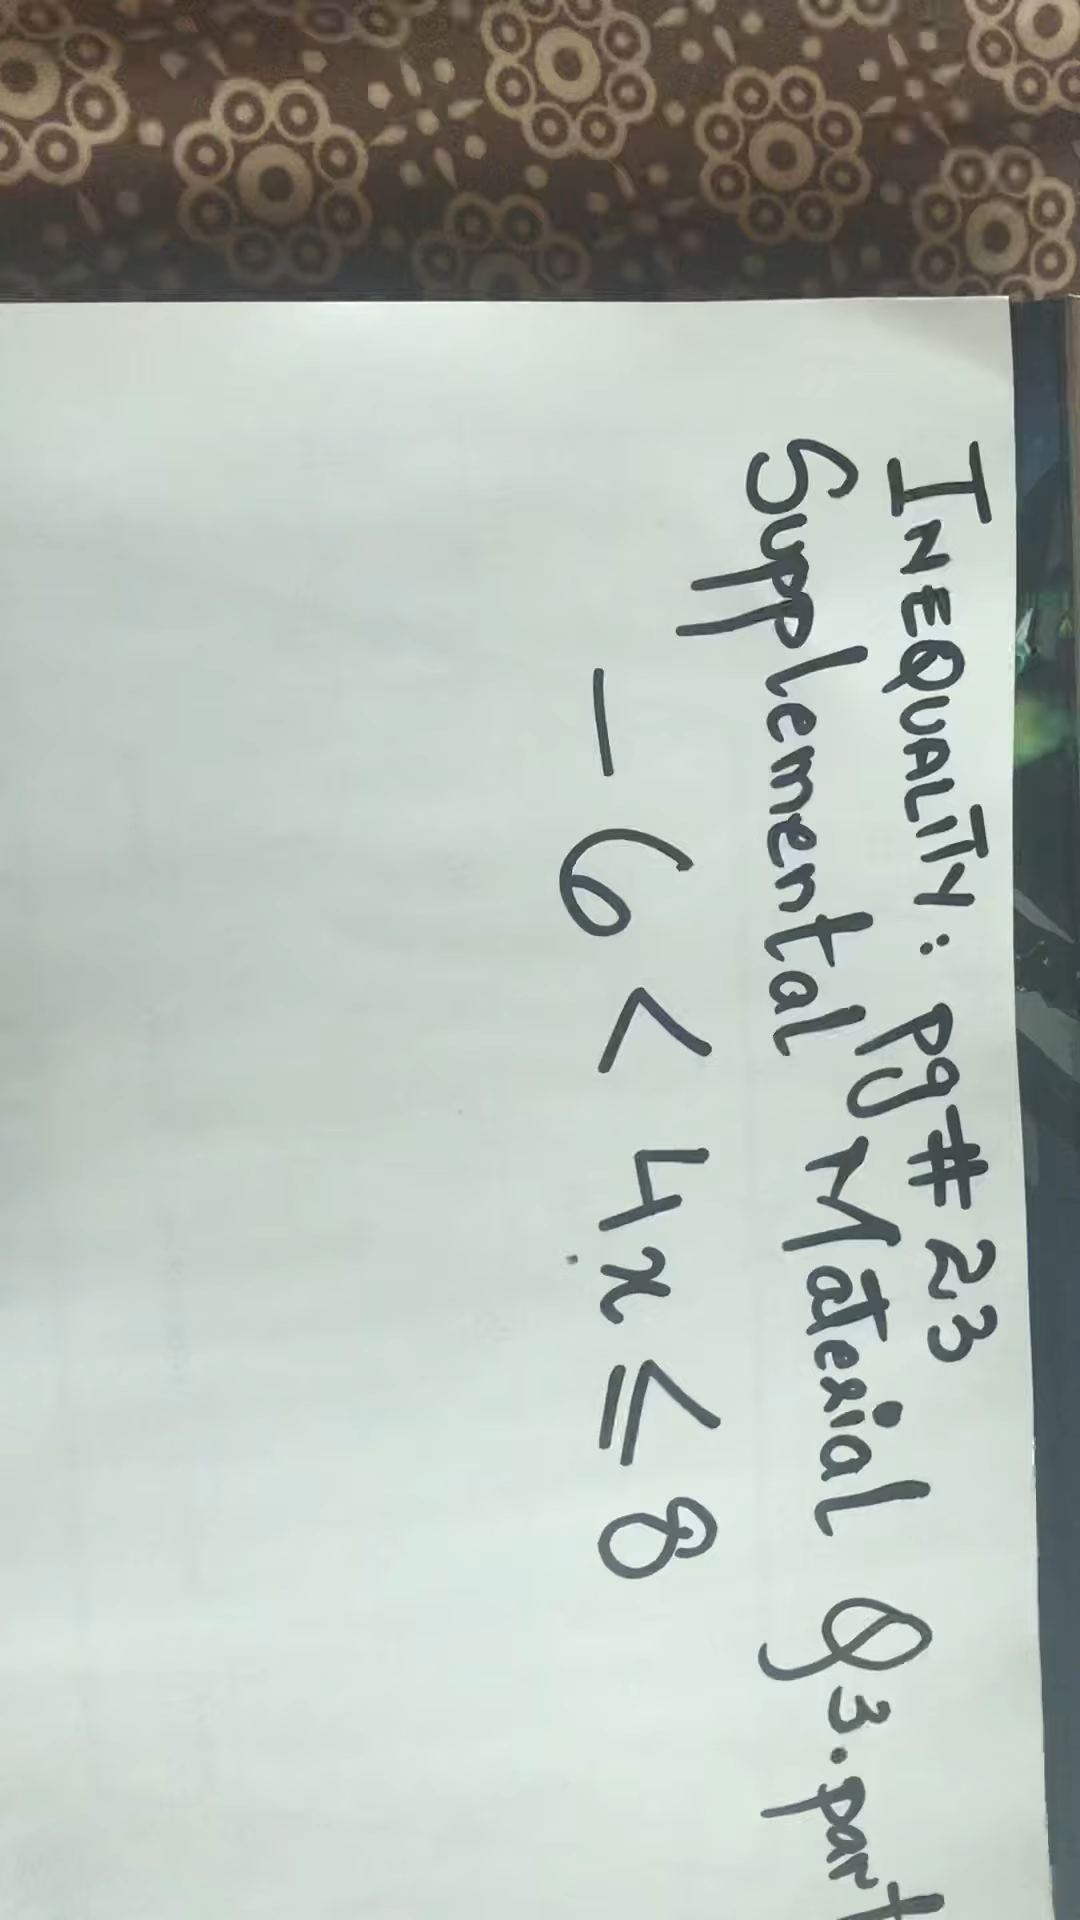 INEQUALITY: pg # 23
Supplemental Material Q3. part
- 6 < 4x ≤ 8